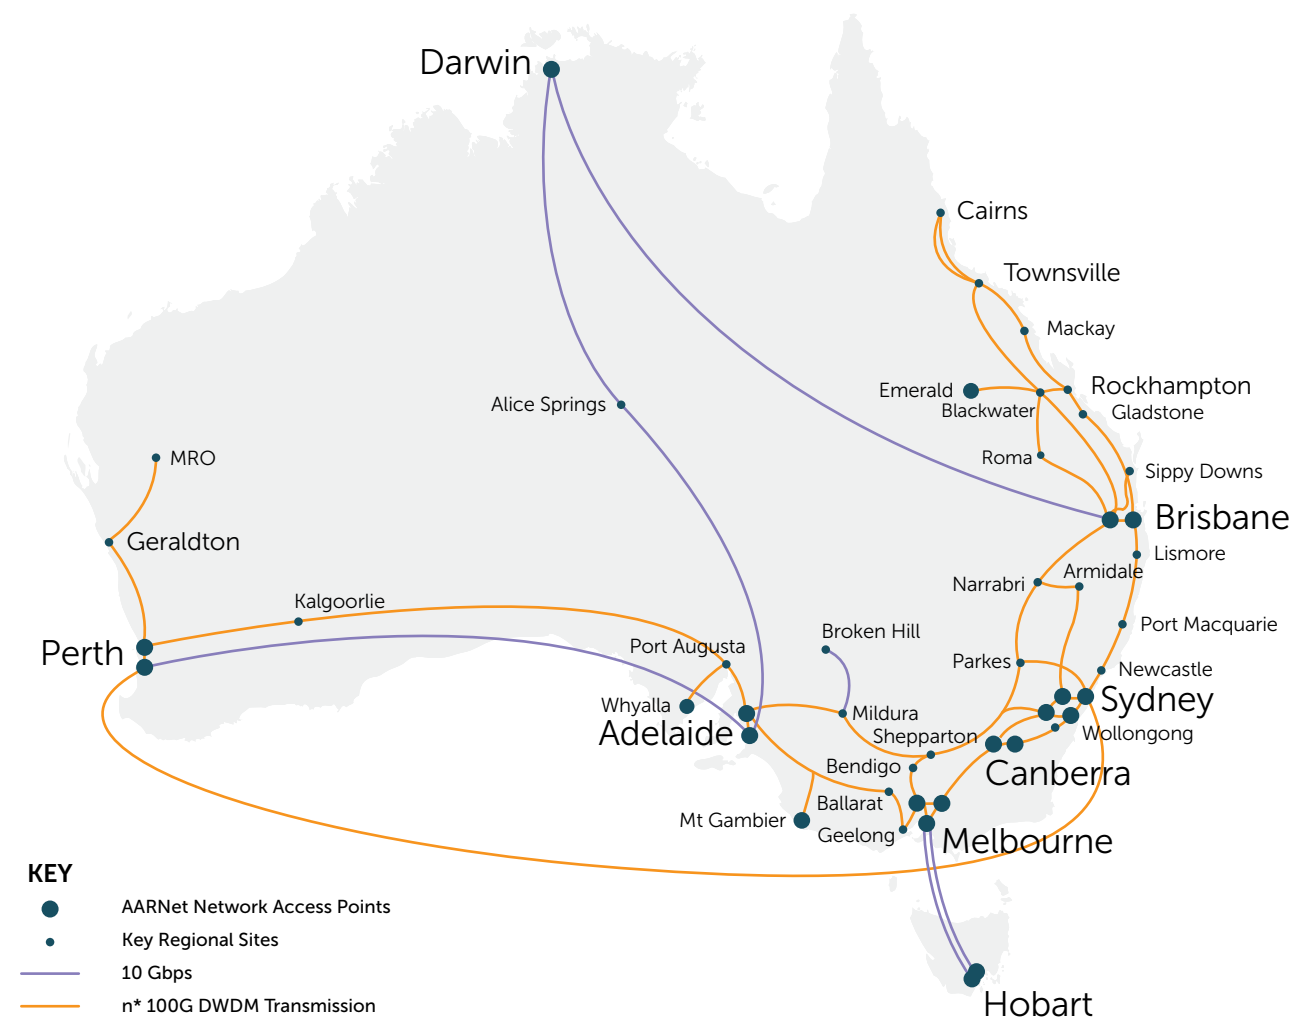 Darwin
Cairns
Townsville
Mackay
Emerald
Rockhampton
Blackwater
Gladstone
Alice Springs
Roma
MRO
Sippy Downs
Brisbane
Geraldton
Lismore
Armidale
Narrabri
Kalgoorlie
Port Macquarie
Broken Hill
Port Augusta
Perth
Parkes
Newcastle
Whyalla
Sydney
Mildura
Adelaide
Shepparton
Wollongong
Bendigo
Canberra
Ballarat
Mt Gambier
Geelong
Melbourne
KEY
AARNet Network Access Points
Key Regional Sites
10 Gbps
n* 100G DWDM Transmission
Hobart